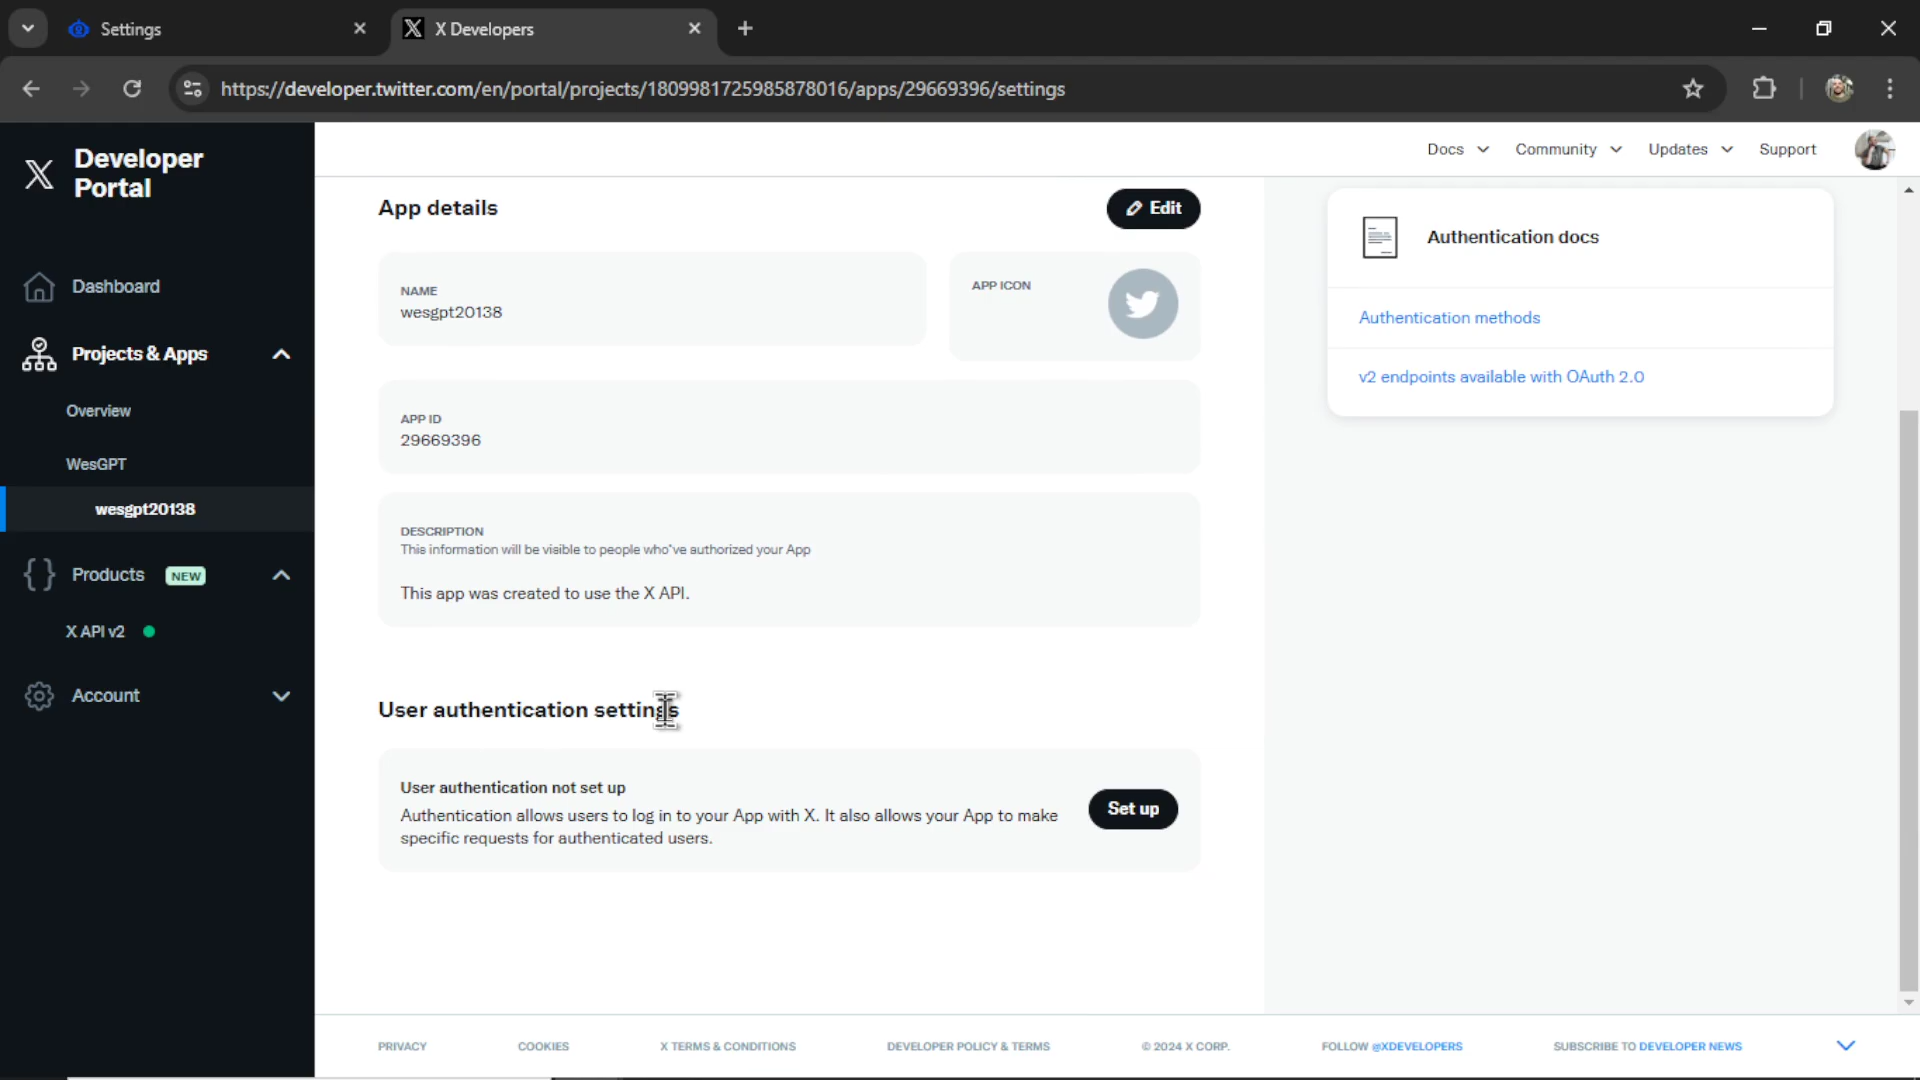 Settings
X Developers
https://developer.twitter.com/en/portal/projects/1809981725985878016/apps/29669396/settings
Developer
Portal
Docs
Community
Updates
Support
Dashboard
Projects & Apps
Overview
WesGPT
wesgpt20138
Products NEW
X API v2
Account
App details
Edit
NAME
wesgpt20138
APP ICON
APP ID
29669396
DESCRIPTION
This information will be visible to people who've authorized your App
This app was created to use the X API.
User authentication settings
User authentication not set up
Authentication allows users to log in to your App with X. It also allows your App to make
specific requests for authenticated users.
Set up
Authentication docs
Authentication methods
v2 endpoints available with OAuth 2.0
PRIVACY
COOKIES
X TERMS & CONDITIONS
DEVELOPER POLICY & TERMS
© 2024 X CORP.
FOLLOW @XDEVELOPERS
SUBSCRIBE TO DEVELOPER NEWS